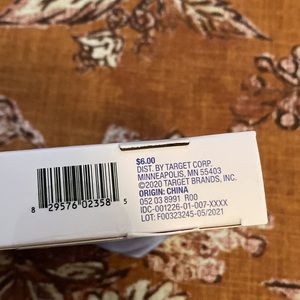 $6.00
DIST. BY TARGET CORP.
MINNEAPOLIS, MN 55403
©2020 TARGET BRANDS, INC.
ORIGIN: CHINA
052 03 8991 R00
IDC-001226-01-007-XXXX
LOT: F00323245-05/2021
8 29576 02358 5